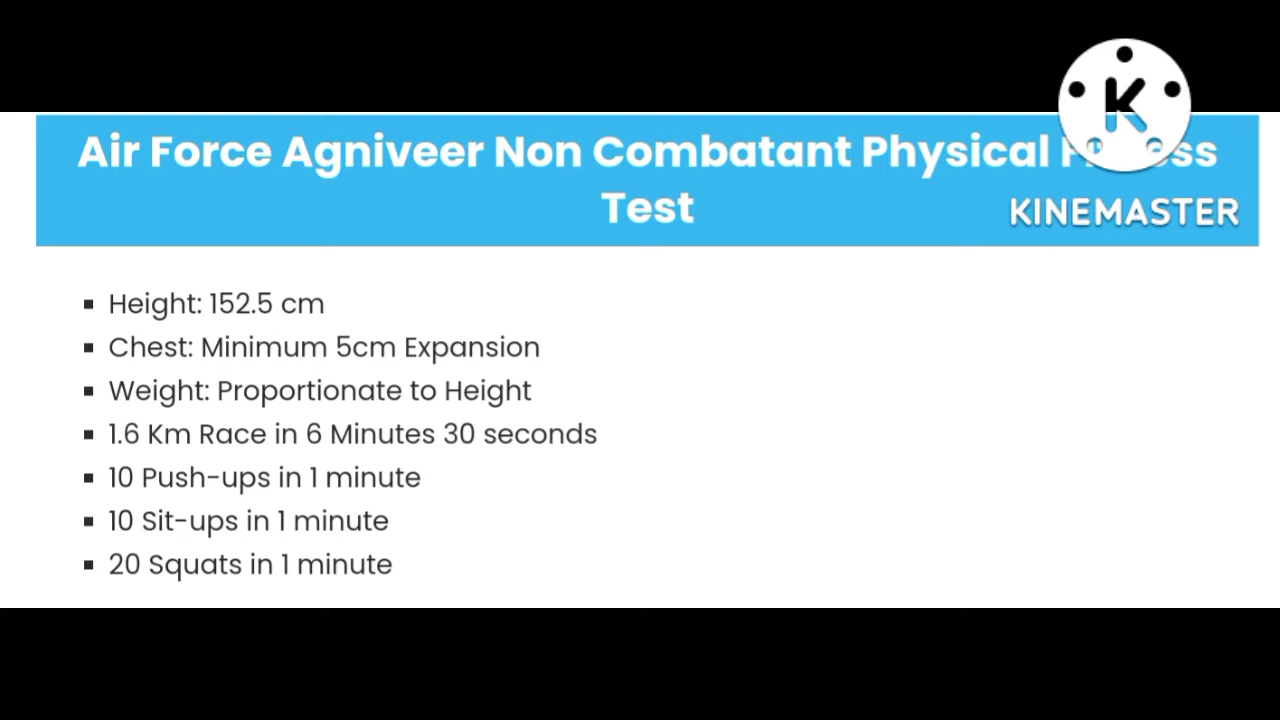 Air Force Agniveer Non Combatant Physical
Test
K
KINEMASTER
▪ Height: 152.5 cm
▪ Chest: Minimum 5cm Expansion
▪ Weight: Proportionate to Height
▪ 1.6 Km Race in 6 Minutes 30 seconds
▪ 10 Push-ups in 1 minute
▪ 10 Sit-ups in 1 minute
▪ 20 Squats in 1 minute